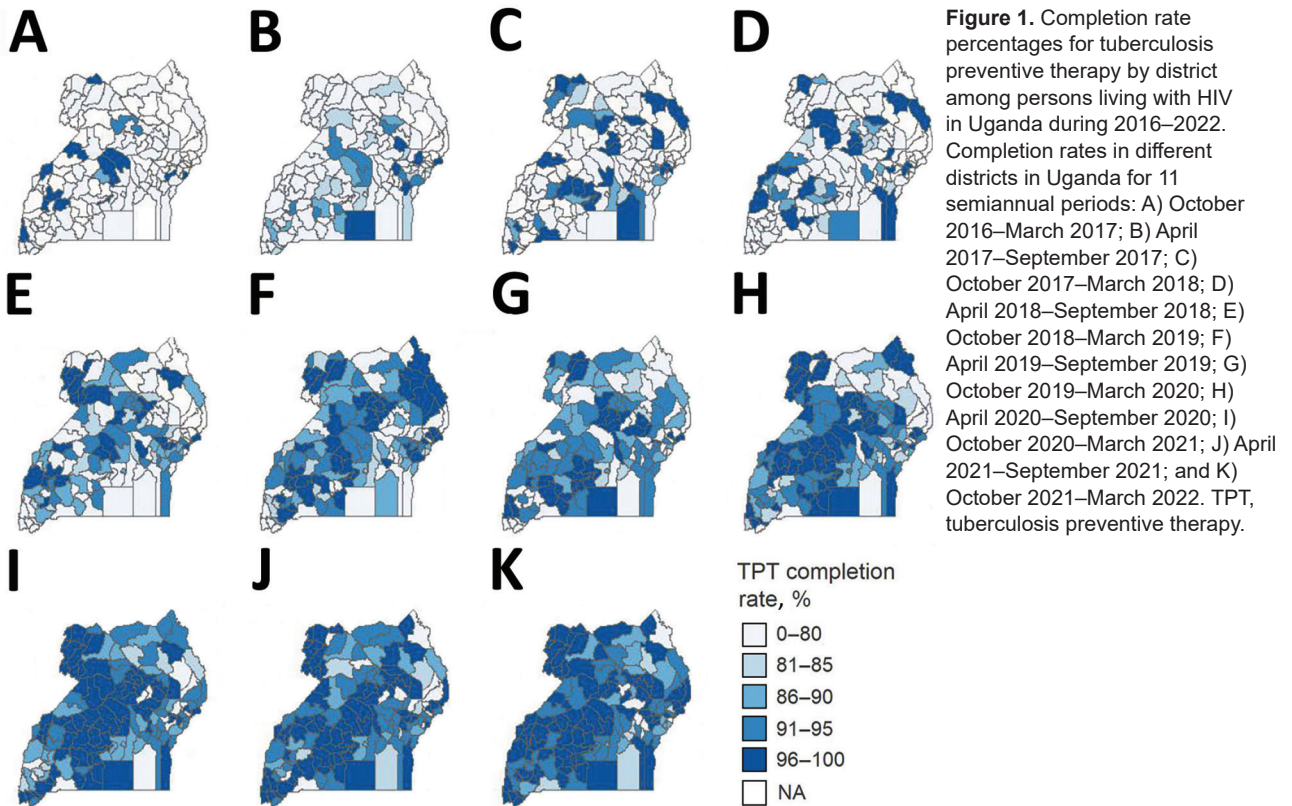 A
B
C
D
E
F
G
H
I
J
K
TPT completion
rate, %
0–80
81–85
86–90
91–95
96–100
NA
Figure 1. Completion rate
percentages for tuberculosis
preventive therapy by district
among persons living with HIV
in Uganda during 2016–2022.
Completion rates in different
districts in Uganda for 11
semiannual periods: A) October
2016–March 2017; B) April
2017–September 2017; C)
October 2017–March 2018; D)
April 2018–September 2018; E)
October 2018–March 2019; F)
April 2019–September 2019; G)
October 2019–March 2020; H)
April 2020–September 2020; I)
October 2020–March 2021; J) April
2021–September 2021; and K)
October 2021–March 2022. TPT,
tuberculosis preventive therapy.